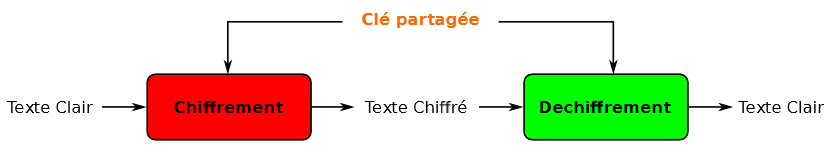 Clé partagée
Texte Clair
Chiffrement
Texte Chiffré
Dechiffrement
Texte Clair